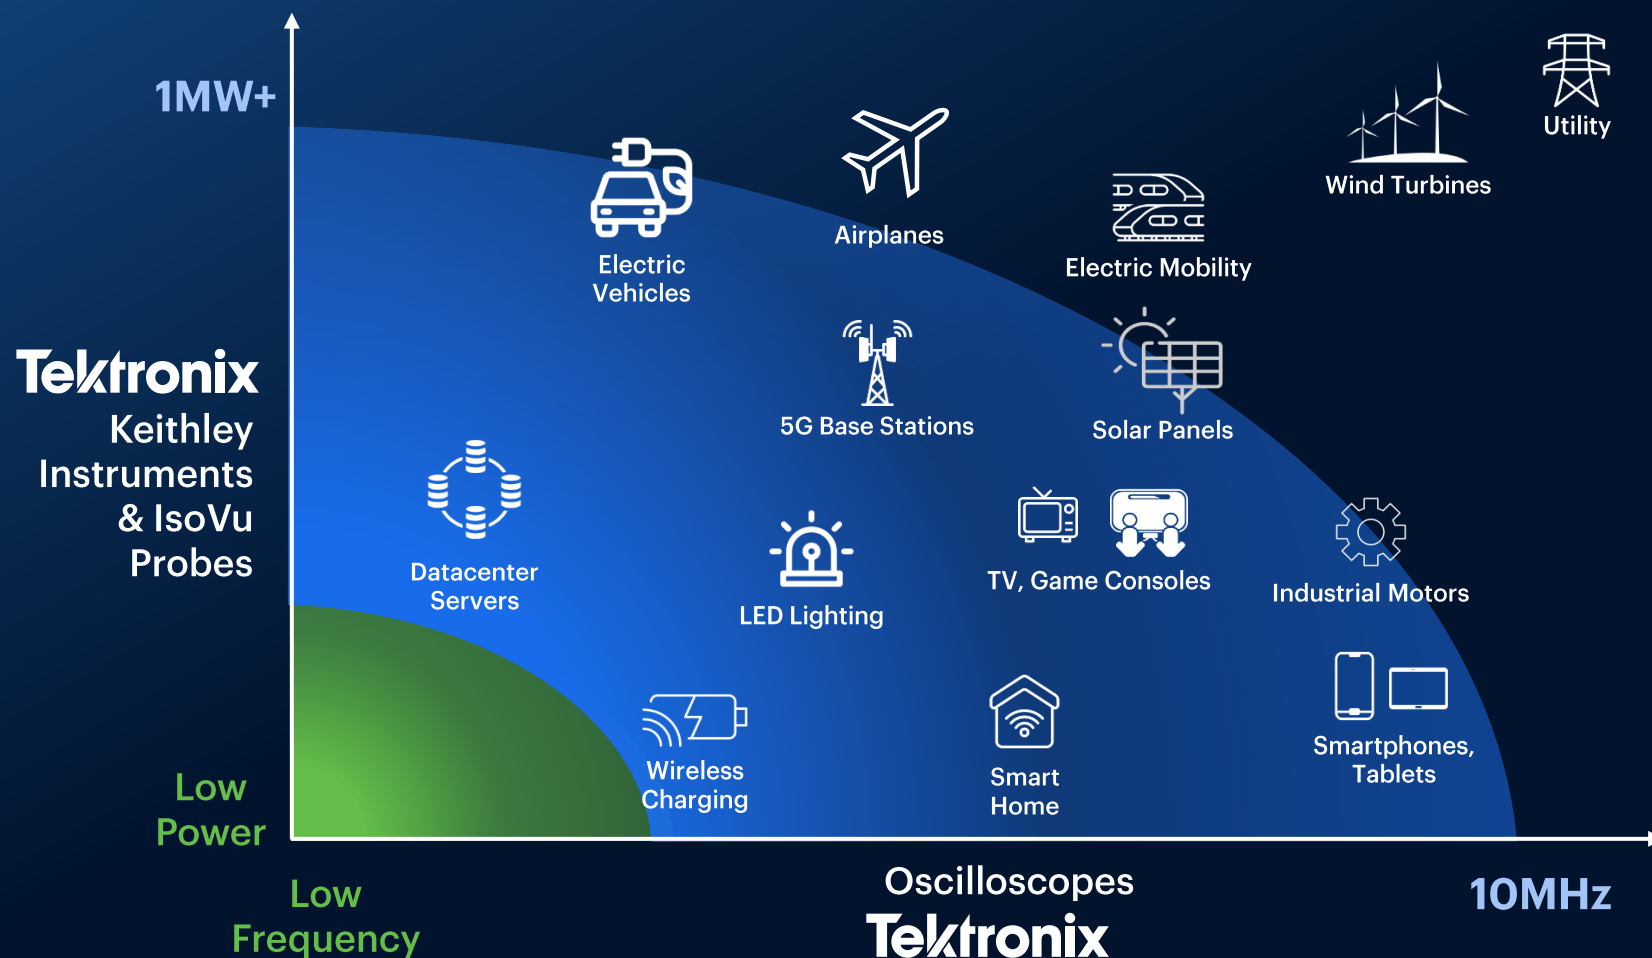 1MW+
Utility
Wind Turbines
Airplanes
Electric
Vehicles
Electric Mobility
Tektronix
Keithley
Instruments
& IsoVu
Probes
5G Base Stations
Solar Panels
Datacenter
Servers
LED Lighting
TV, Game Consoles
Industrial Motors
Wireless
Charging
Smart
Home
Smartphones,
Tablets
Low
Power
Low
Frequency
Oscilloscopes
Tektronix
10MHz